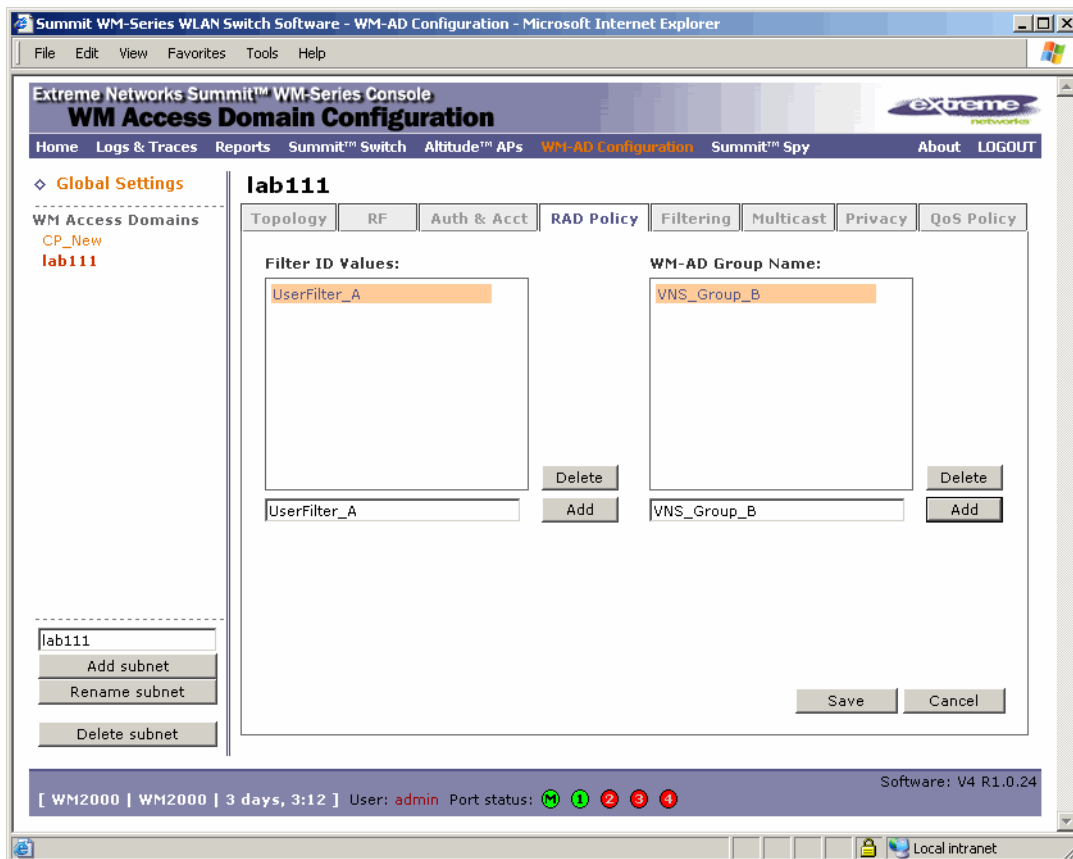 Summit WM-Series WLAN Switch Software - WM-AD Configuration - Microsoft Internet Explorer
File Edit View Favorites Tools Help
Extreme Networks Summit™ WM-Series Console
WM Access Domain Configuration
extreme
networks
Home Logs & Traces Reports Summit™ Switch Altitude™ APs WM-AD Configuration Summit™ Spy About LOGOUT
Global Settings
WM Access Domains
CP_New
lab111
lab111
Topology RF Auth & Acct RAD Policy Filtering Multicast Privacy QoS Policy
Filter ID Values: WM-AD Group Name:
UserFilter_A VNS_Group_B
Delete Delete
UserFilter_A Add VNS_Group_B Add
lab111
Add subnet
Rename subnet
Delete subnet
Save Cancel
Software: V4 R1.0.24
[ WM2000 | WM2000 | 3 days, 3:12 ] User: admin Port status: M 1 2 3 4
Local intranet